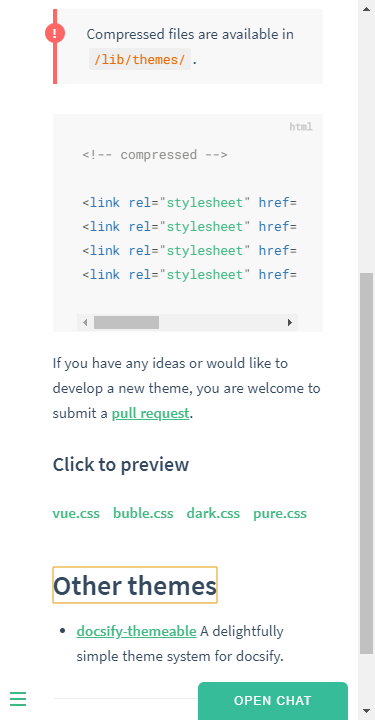 Compressed files are available in
/lib/themes/ .
html
<!-- compressed -->
<link rel="stylesheet" href=
<link rel="stylesheet" href=
<link rel="stylesheet" href=
<link rel="stylesheet" href=
If you have any ideas or would like to
develop a new theme, you are welcome to
submit a pull request.
Click to preview
vue.css buble.css dark.css pure.css
Other themes
• docsify-themeable A delightfully
simple theme system for docsify.
OPEN CHAT